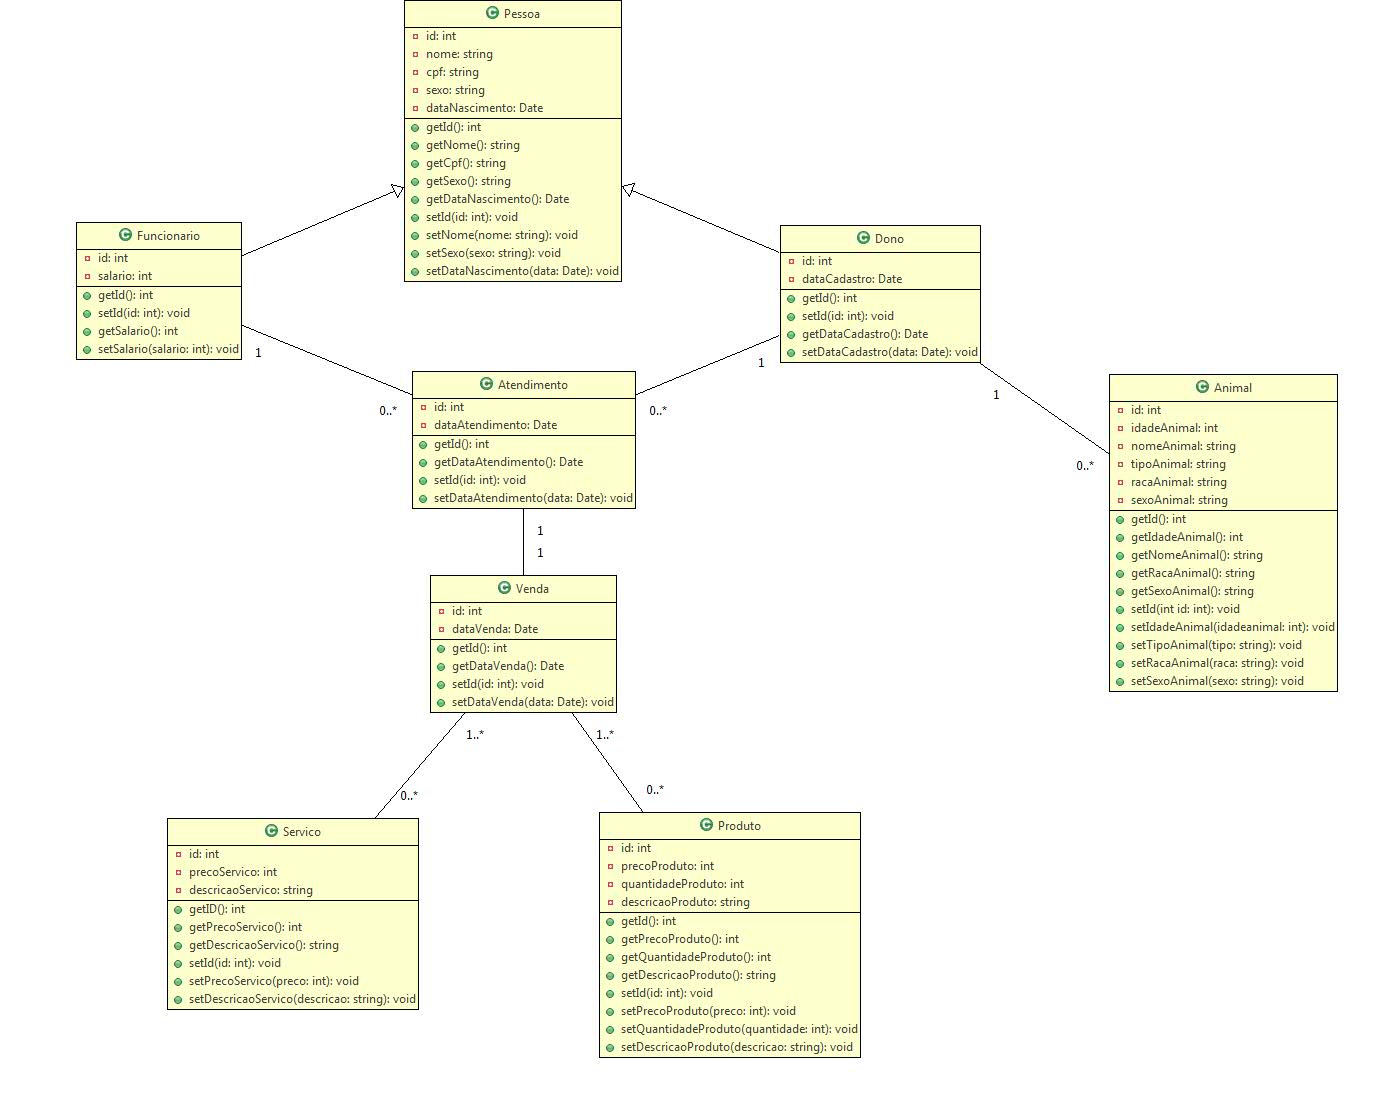 Pessoa
id: int
nome: string
cpf: string
sexo: string
dataNascimento: Date
getId(): int
getNome(): string
getCpf(): string
getSexo(): string
getDataNascimento(): Date
setId(id: int): void
setNome(nome: string): void
setSexo(sexo: string): void
setDataNascimento(data: Date): void
Funcionario
id: int
salario: int
getId(): int
setId(id: int): void
getSalario(): int
setSalario(salario: int): void
1
0..*
Dono
id: int
dataCadastro: Date
getId(): int
setId(id: int): void
getDataCadastro(): Date
setDataCadastro(data: Date): void
1
0..*
1
0..*
Atendimento
id: int
dataAtendimento: Date
getId(): int
getDataAtendimento(): Date
setId(id: int): void
setDataAtendimento(data: Date): void
Animal
id: int
idadeAnimal: int
nomeAnimal: string
tipoAnimal: string
racaAnimal: string
sexoAnimal: string
getId(): int
getIdadeAnimal(): int
getNomeAnimal(): string
getRacaAnimal(): string
getSexoAnimal(): string
setId(int id: int): void
setIdadeAnimal(idadeanimal: int): void
setTipoAnimal(tipo: string): void
setRacaAnimal(raca: string): void
setSexoAnimal(sexo: string): void
1
1
Venda
id: int
dataVenda: Date
getId(): int
getDataVenda(): Date
setId(id: int): void
setDataVenda(data: Date): void
1..*
1..*
0..*
0..*
Servico
id: int
precoServico: int
descricaoServico: string
getID(): int
getPrecoServico(): int
getDescricaoServico(): string
setId(id: int): void
setPrecoServico(preco: int): void
setDescricaoServico(descricao: string): void
Produto
id: int
precoProduto: int
quantidadeProduto: int
descricaoProduto: string
getId(): int
getPrecoProduto(): int
getQuantidadeProduto(): int
getDescricaoProduto(): string
setId(id: int): void
setPrecoProduto(preco: int): void
setQuantidadeProduto(quantidade: int): void
setDescricaoProduto(descricao: string): void